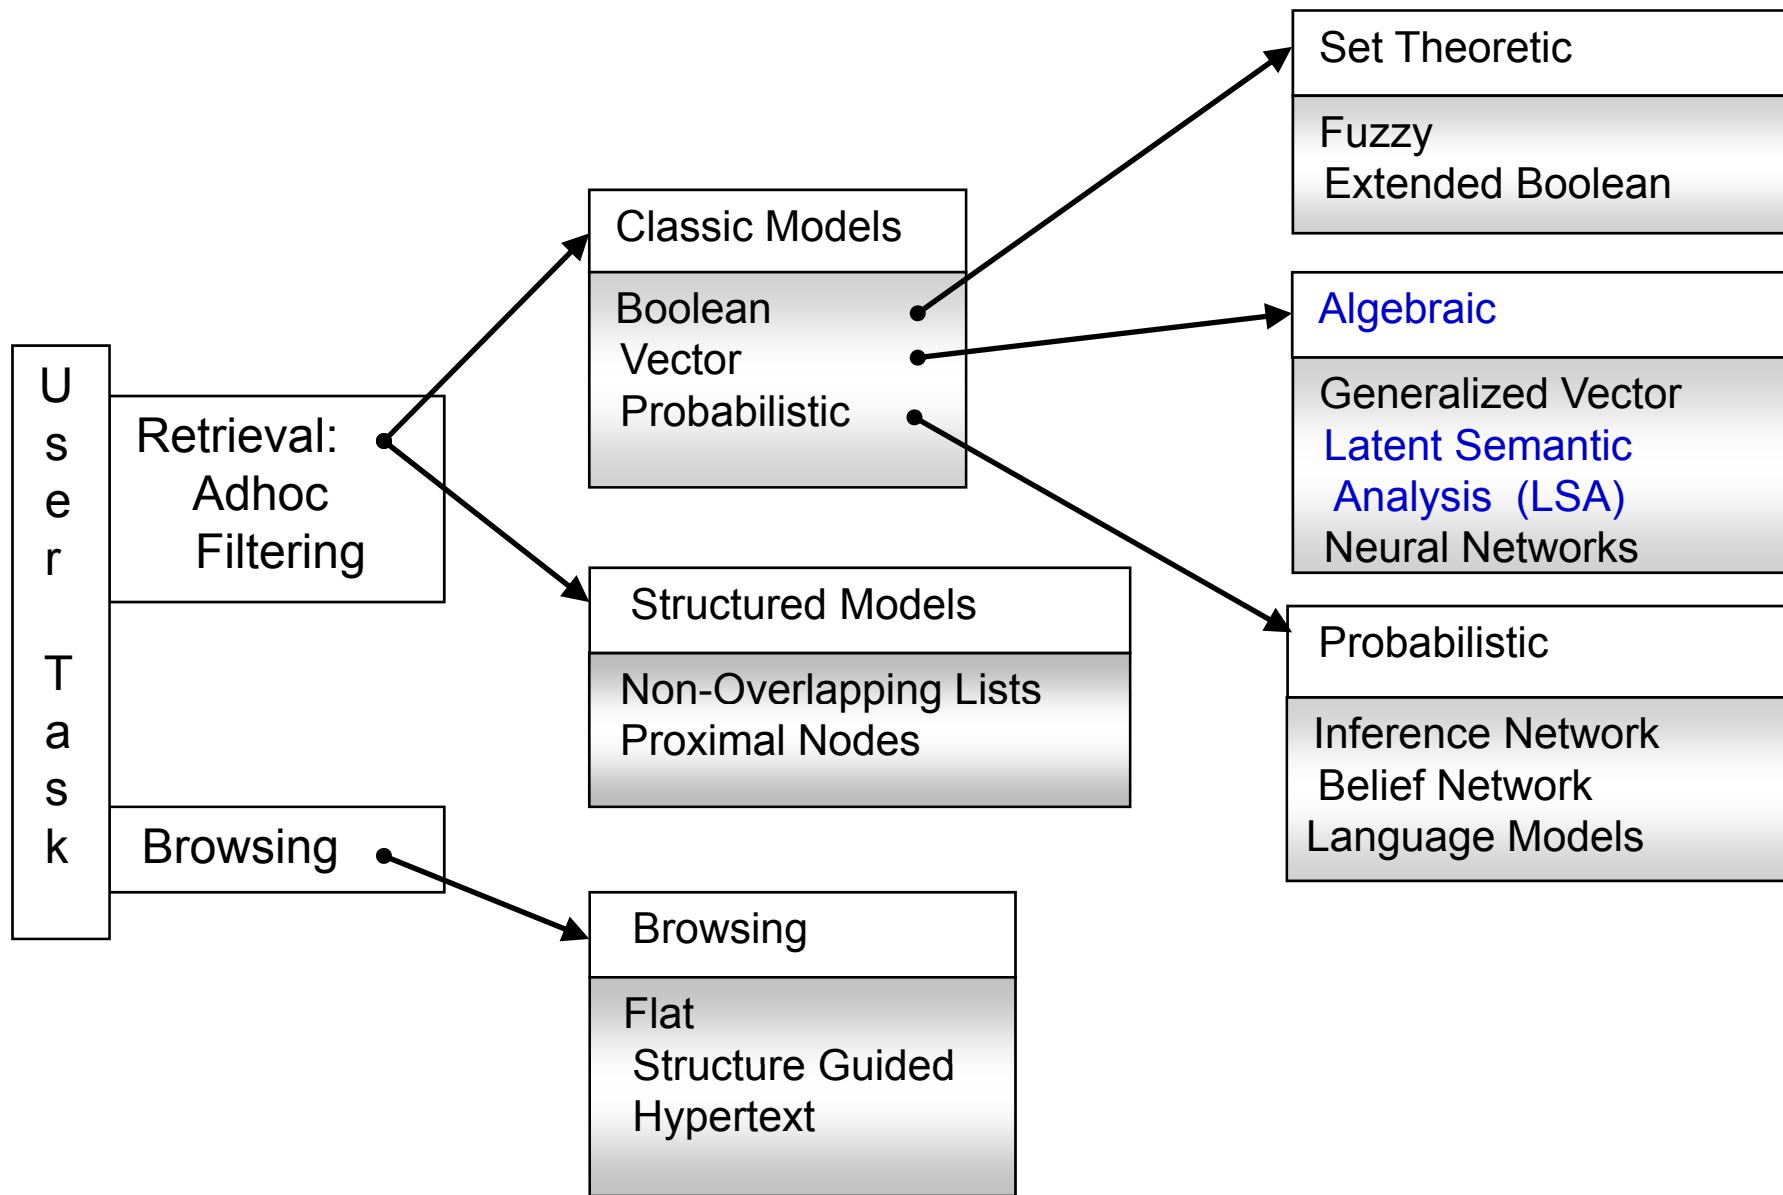 User Task
Retrieval:
Adhoc
Filtering
Browsing
Classic Models
Boolean
Vector
Probabilistic
Structured Models
Non-Overlapping Lists
Proximal Nodes
Browsing
Flat
Structure Guided
Hypertext
Set Theoretic
Fuzzy
Extended Boolean
Algebraic
Generalized Vector
Latent Semantic
Analysis (LSA)
Neural Networks
Probabilistic
Inference Network
Belief Network
Language Models